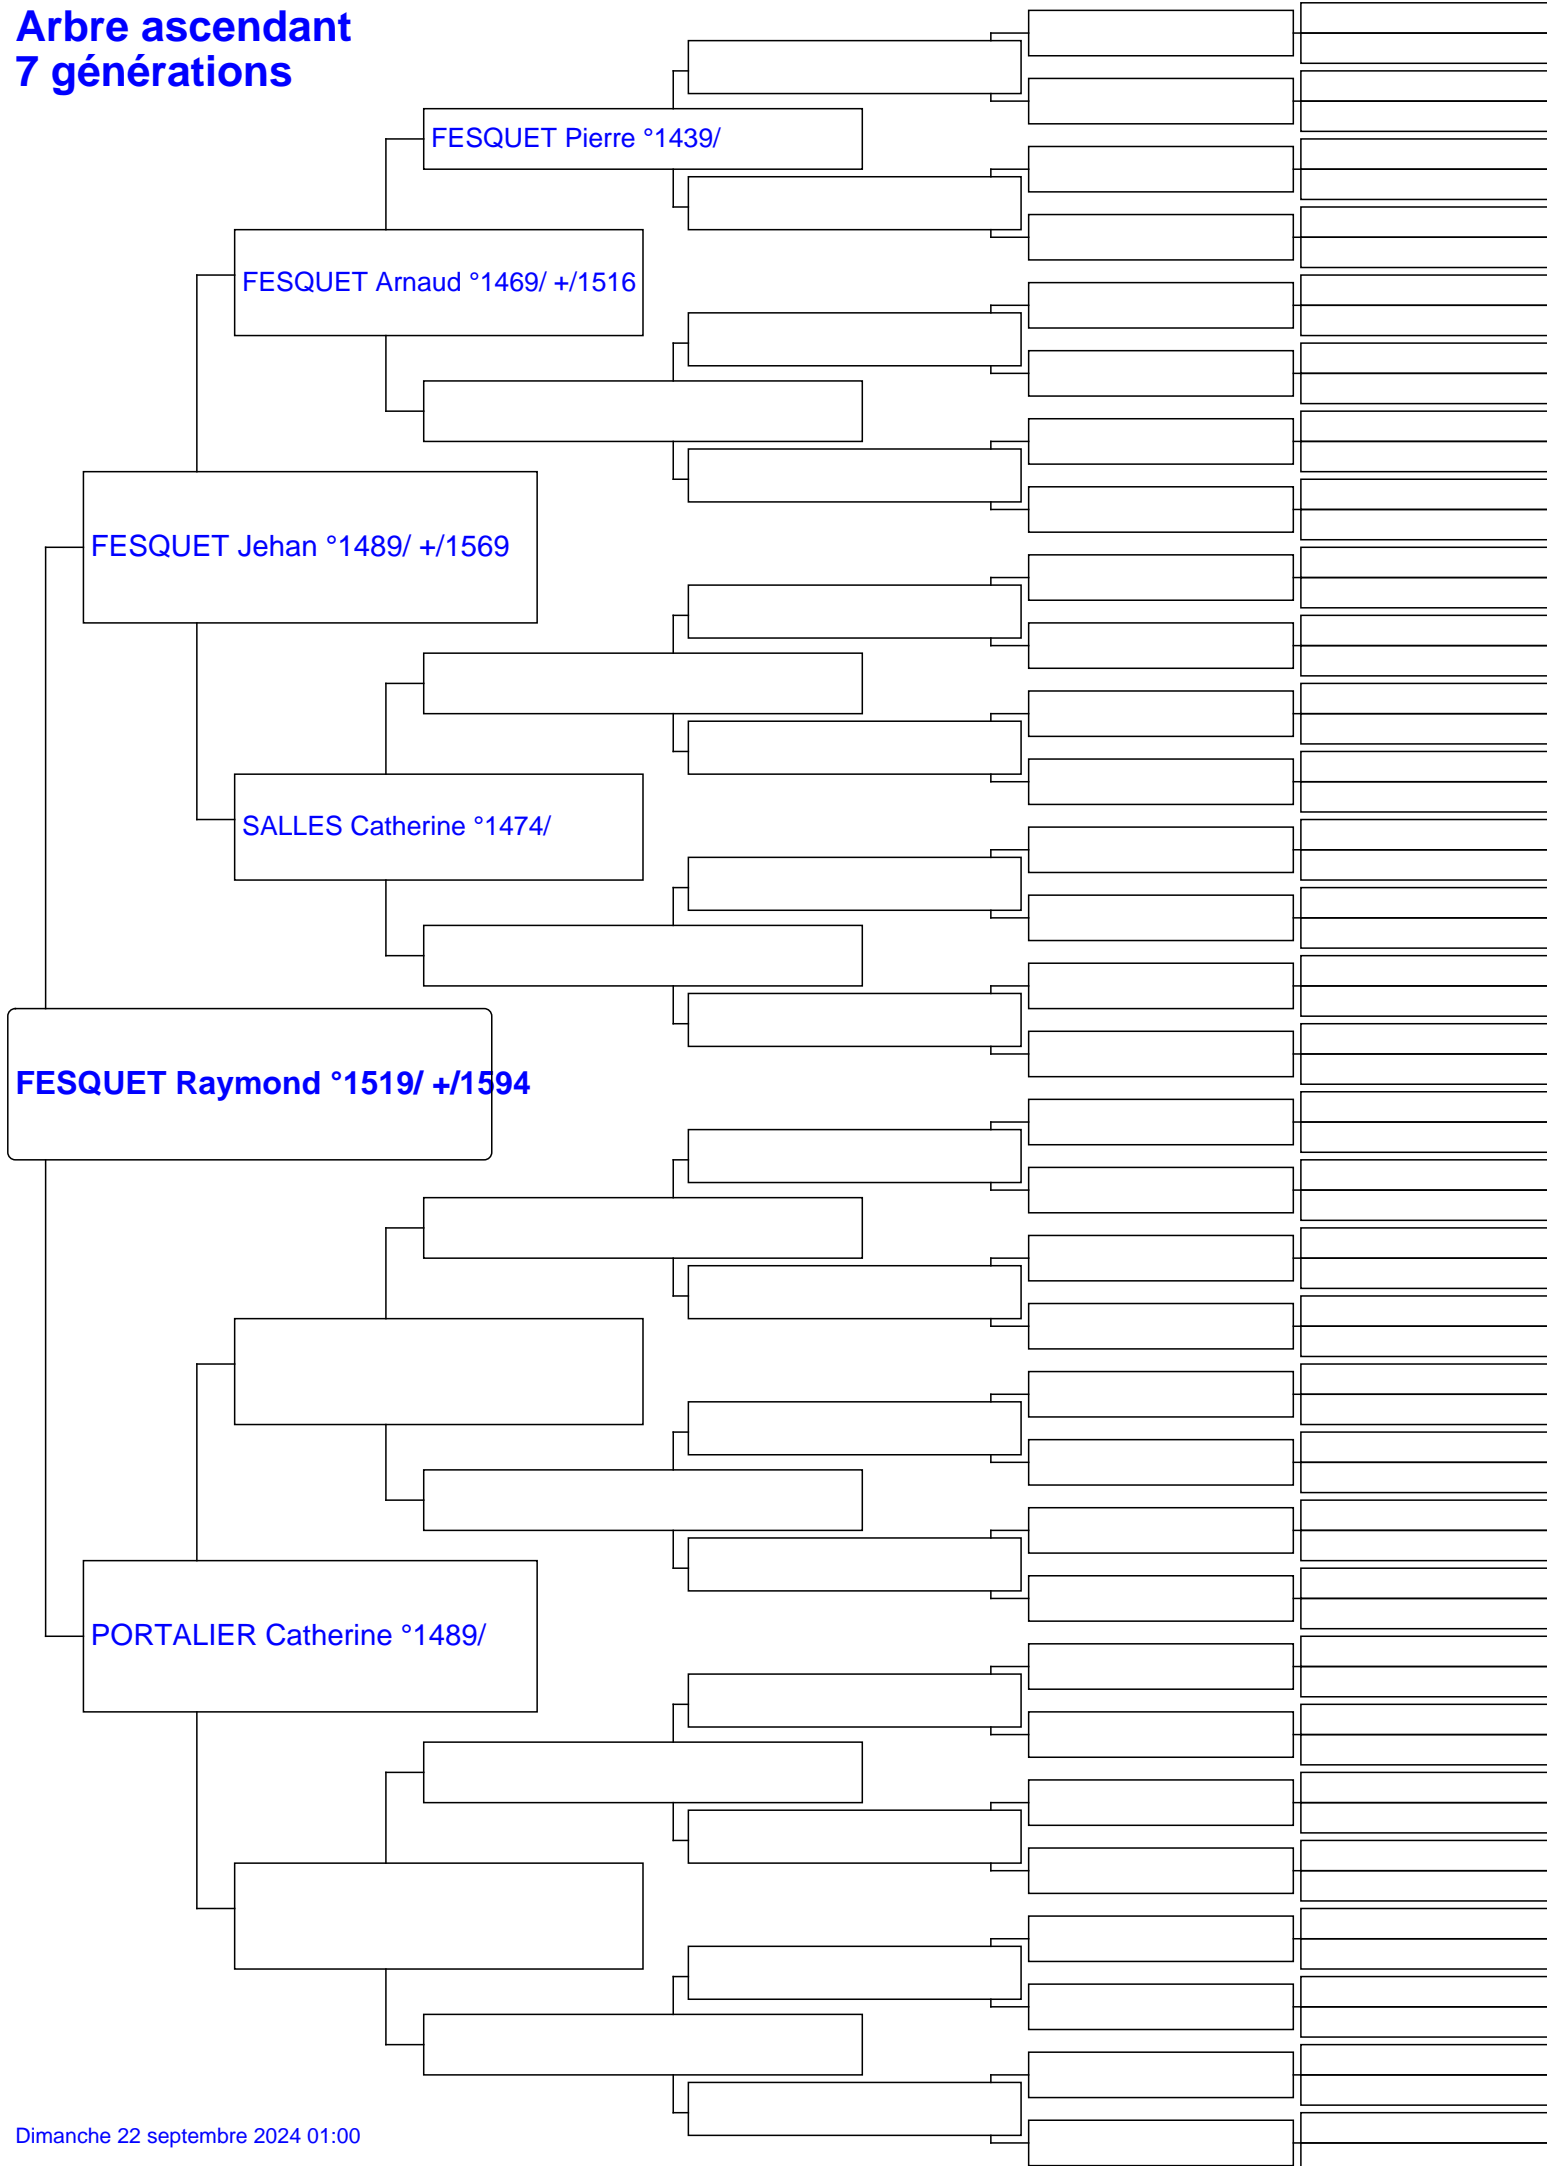 Arbre ascendant
7 générations
FESQUET Pierre °1439/
FESQUET Arnaud °1469/ +/1516
FESQUET Jehan °1489/ +/1569
SALLES Catherine °1474/
FESQUET Raymond °1519/ +/1594
PORTALIER Catherine °1489/
Dimanche 22 septembre 2024 01:00